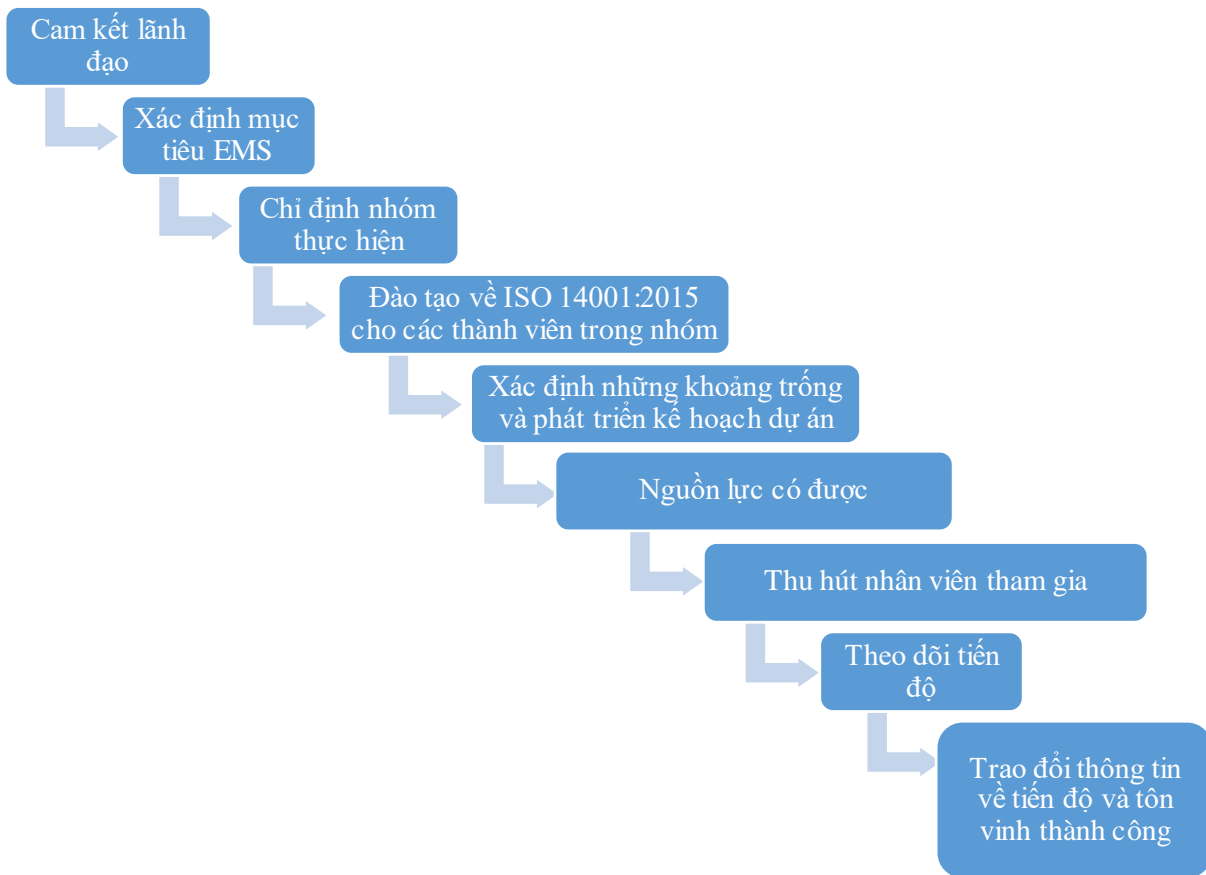 Cam kết lãnh
đạo
Xác định mục
tiêu EMS
Chỉ định nhóm
thực hiện
Đào tạo về ISO 14001:2015
cho các thành viên trong nhóm
Xác định những khoảng trống
và phát triển kế hoạch dự án
Nguồn lực có được
Thu hút nhân viên tham gia
Theo dõi tiến
độ
Trao đổi thông tin
về tiến độ và tôn
vinh thành công